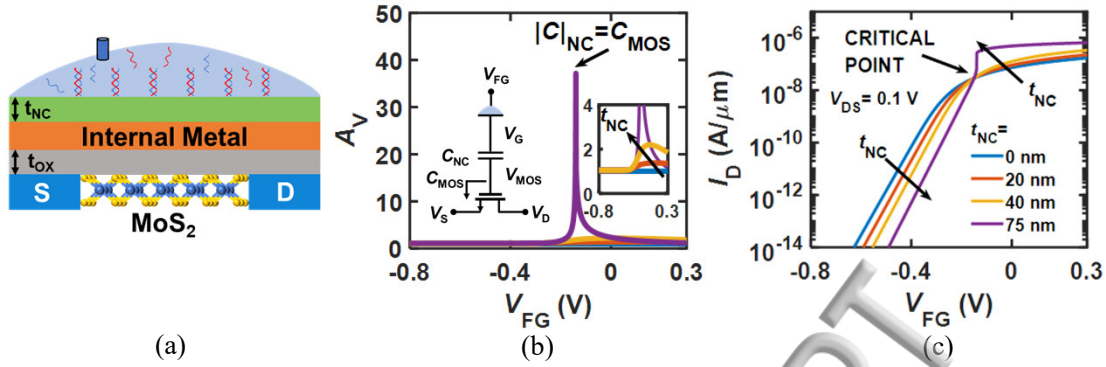 (a)
t_NC
Internal Metal
t_OX
S
D
MoS₂
(b)
50
40
30
20
10
0
A_V
|C|_NC=C_MOS
V_FG
V_G
C_NC
C_MOS
V_MOS
V_S
V_D
4
2
t_NC
-0.8
0.3
-0.8
-0.4
0
0.3
V_FG (V)
(b)
10⁻⁶
10⁻⁸
10⁻¹⁰
10⁻¹²
10⁻¹⁴
I_D (A/μm)
CRITICAL
POINT
V_DS= 0.1 V
t_NC
t_NC
t_NC=
0 nm
20 nm
40 nm
75 nm
-0.8
-0.4
0
0.3
V_FG (V)
(c)